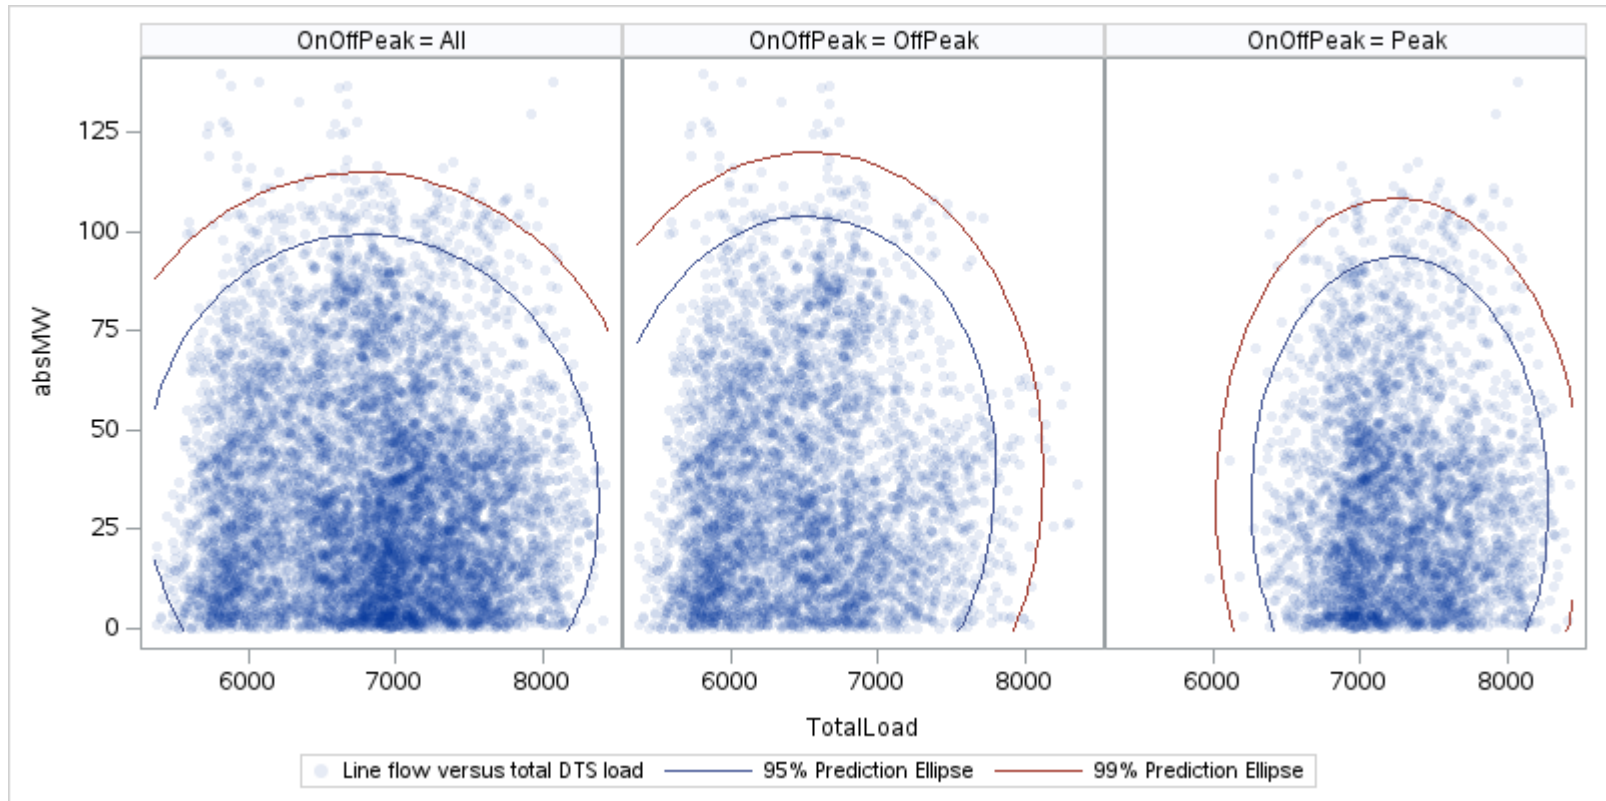 OnOffPeak = All
OnOffPeak = OffPeak
OnOffPeak = Peak
125
100
75
50
25
0
absMW
6000
7000
8000
6000
7000
8000
6000
7000
8000
TotalLoad
Line flow versus total DTS load
95% Prediction Ellipse
99% Prediction Ellipse